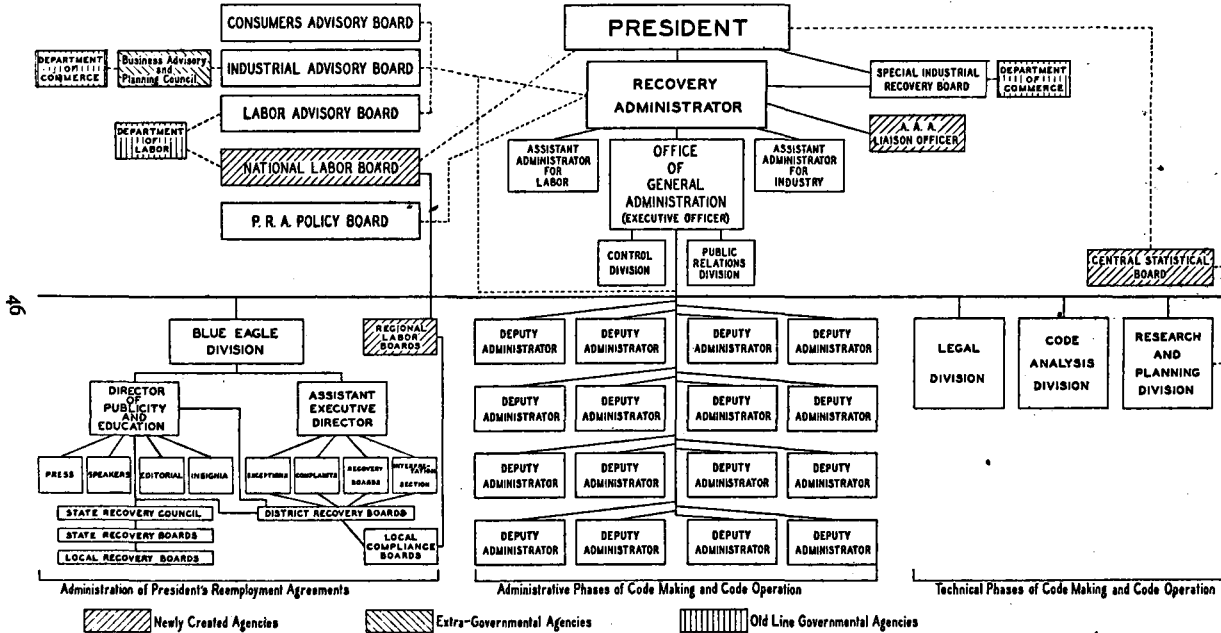 CONSUMERS ADVISORY BOARD
DEPARTMENT
OF
COMMERCE
Business Advisory
and
Planning Council
INDUSTRIAL ADVISORY BOARD
LABOR ADVISORY BOARD
DEPARTMENT
OF
LABOR
NATIONAL LABOR BOARD
P. R. A. POLICY BOARD
PRESIDENT
RECOVERY
ADMINISTRATOR
SPECIAL INDUSTRIAL
RECOVERY BOARD
DEPARTMENT
OF
COMMERCE
A. A. A.
LIAISON OFFICER
ASSISTANT
ADMINISTRATOR
FOR
LABOR
OFFICE
OF
GENERAL
ADMINISTRATION
(EXECUTIVE OFFICER)
ASSISTANT
ADMINISTRATOR
FOR
INDUSTRY
CONTROL
DIVISION
PUBLIC
RELATIONS
DIVISION
CENTRAL STATISTICAL
BOARD
46
BLUE EAGLE
DIVISION
REGIONAL
LABOR
BOARDS
DIRECTOR
OF
PUBLICITY
AND
EDUCATION
ASSISTANT
EXECUTIVE
DIRECTOR
PRESS
SPEAKERS
EDITORIAL
INSIGNIA
EXCEPTIONS
COMPLAINTS
RECOVERY
BOARDS
INTERPRE-
TATION
SECTION
STATE RECOVERY COUNCIL
DISTRICT RECOVERY BOARDS
STATE RECOVERY BOARDS
LOCAL RECOVERY BOARDS
LOCAL
COMPLIANCE
BOARDS
DEPUTY
ADMINISTRATOR
DEPUTY
ADMINISTRATOR
DEPUTY
ADMINISTRATOR
DEPUTY
ADMINISTRATOR
DEPUTY
ADMINISTRATOR
DEPUTY
ADMINISTRATOR
DEPUTY
ADMINISTRATOR
DEPUTY
ADMINISTRATOR
DEPUTY
ADMINISTRATOR
DEPUTY
ADMINISTRATOR
DEPUTY
ADMINISTRATOR
DEPUTY
ADMINISTRATOR
DEPUTY
ADMINISTRATOR
DEPUTY
ADMINISTRATOR
DEPUTY
ADMINISTRATOR
DEPUTY
ADMINISTRATOR
LEGAL
DIVISION
CODE
ANALYSIS
DIVISION
RESEARCH
AND
PLANNING
DIVISION
Administration of President's Reemployment Agreements
Administrative Phases of Code Making and Code Operation
Technical Phases of Code Making and Code Operation
Newly Created Agencies
Extra-Governmental Agencies
Old Line Governmental Agencies